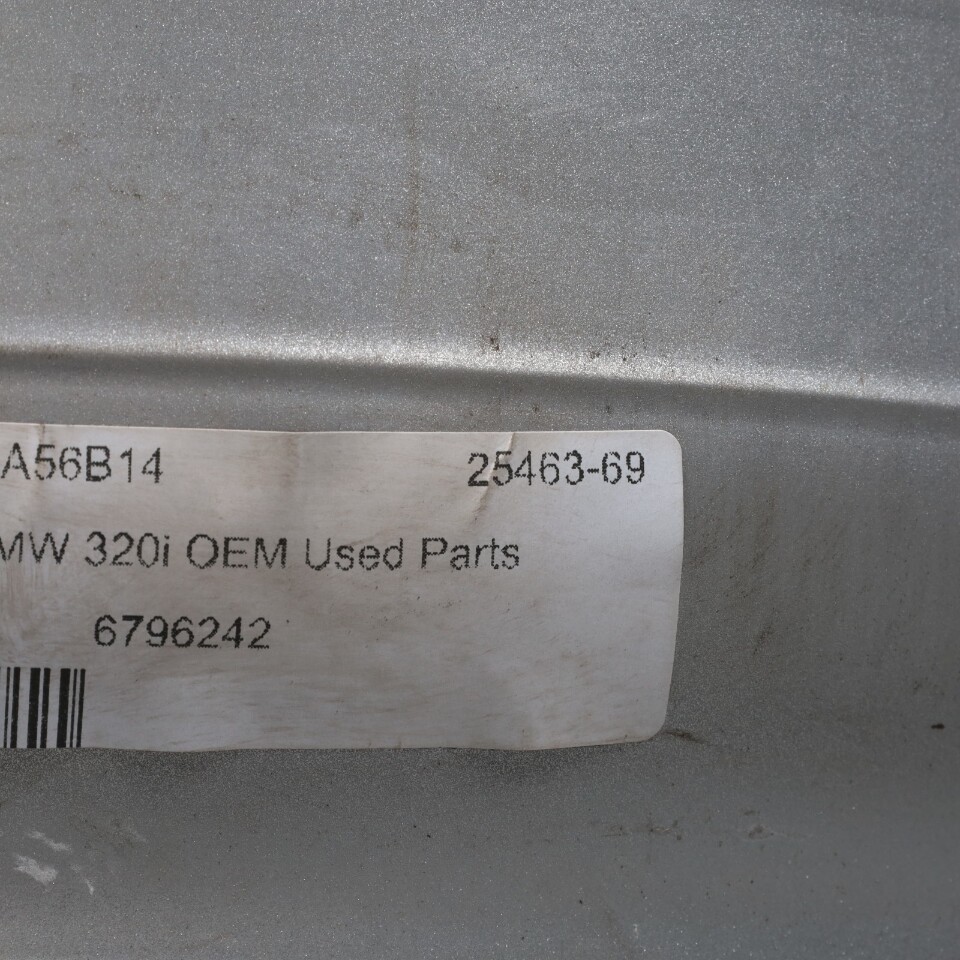 A56B14 25463-69
MW 320i OEM Used Parts
6796242